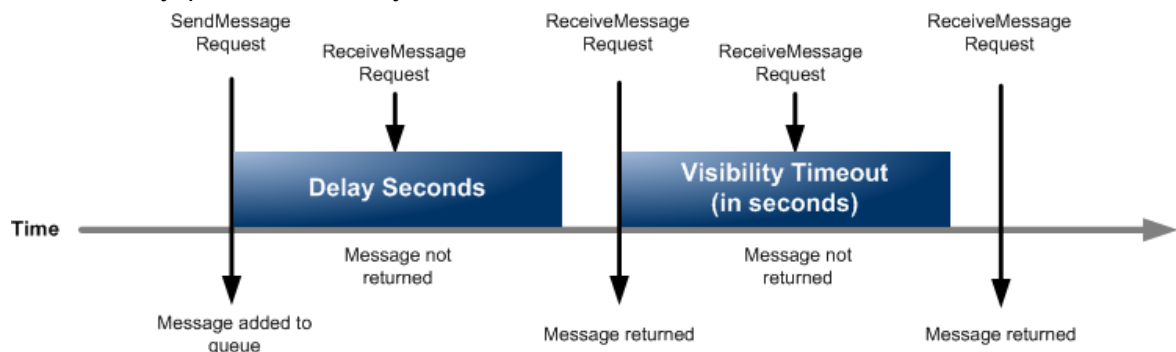 SendMessage
Request
ReceiveMessage
Request
ReceiveMessage
Request
ReceiveMessage
Request
ReceiveMessage
Request
Delay Seconds
Visibility Timeout
(in seconds)
Time
Message not
returned
Message not
returned
Message added to
queue
Message returned
Message returned